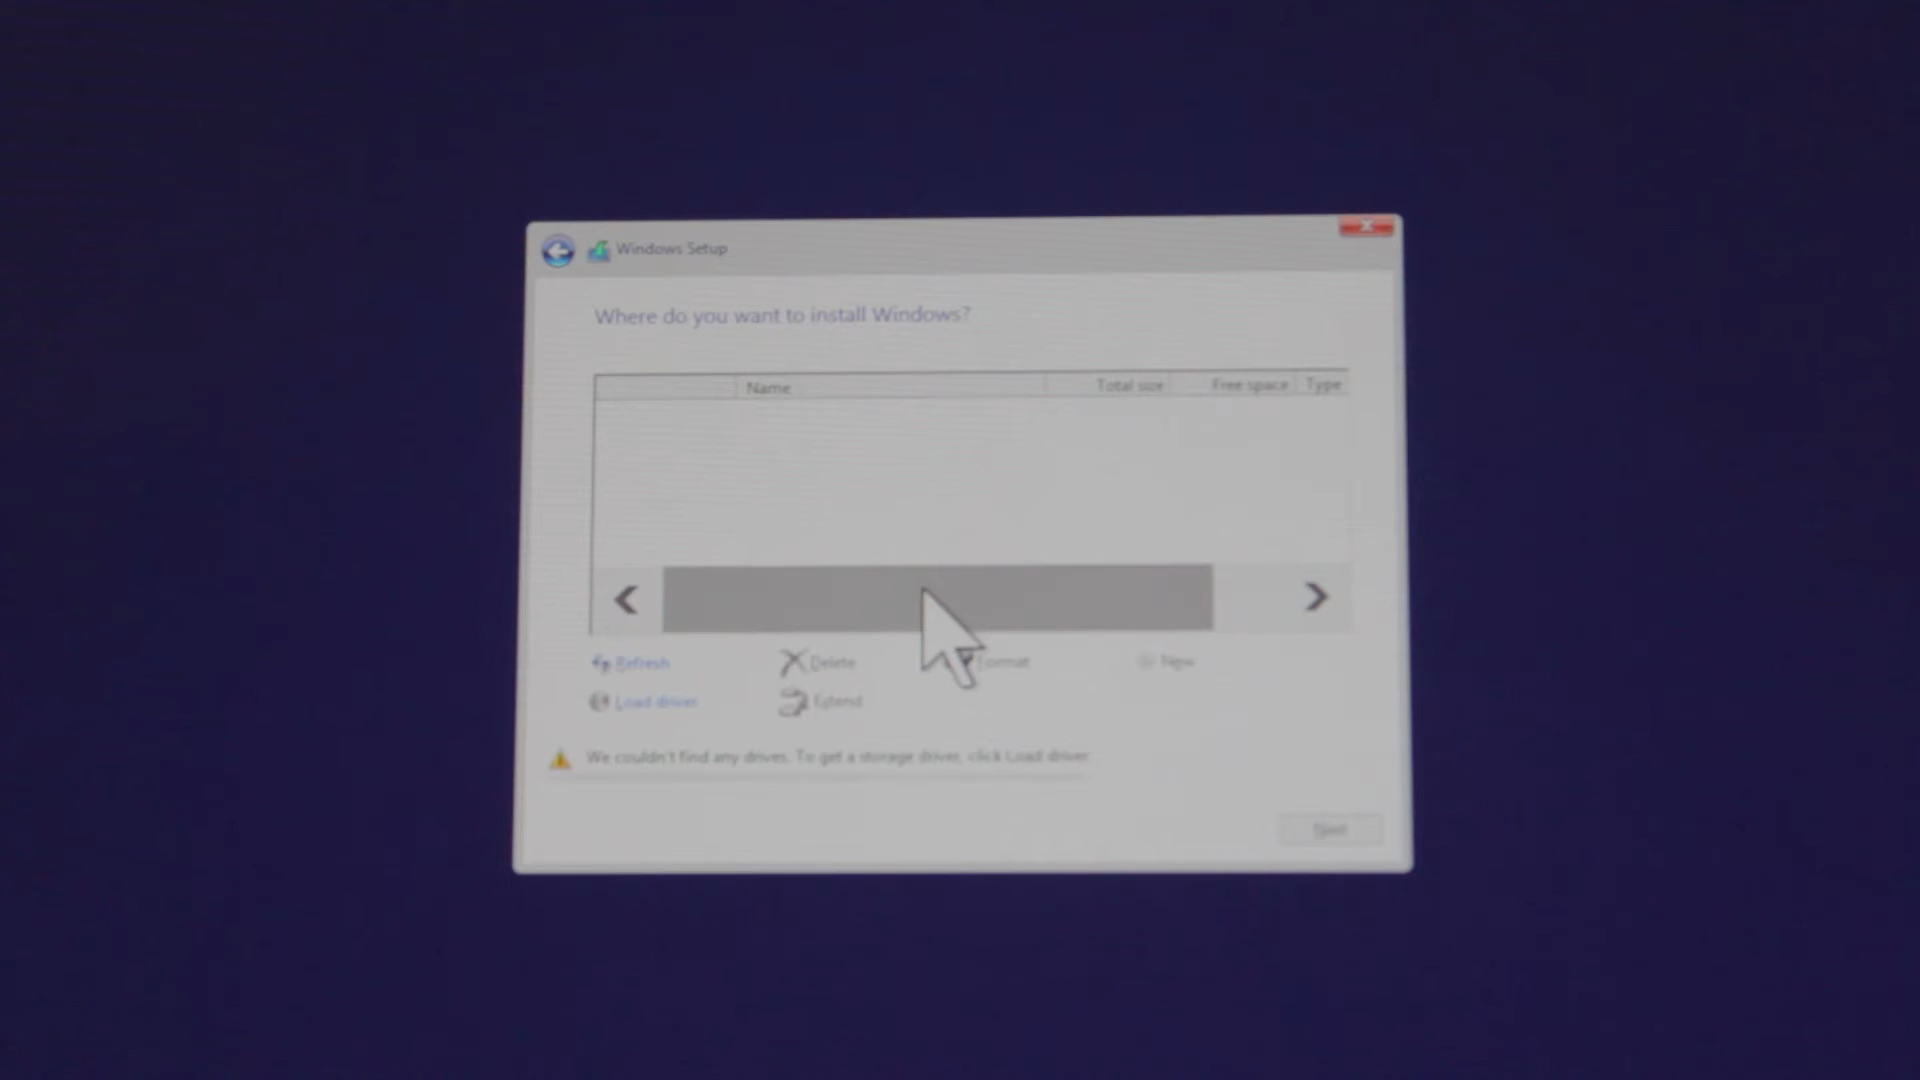 Windows Setup
Where do you want to install Windows?
Name Total size Free space Type
Refresh Delete Format New
Load driver Extend
We couldn't find any drives. To get a storage driver, click Load driver.
Next